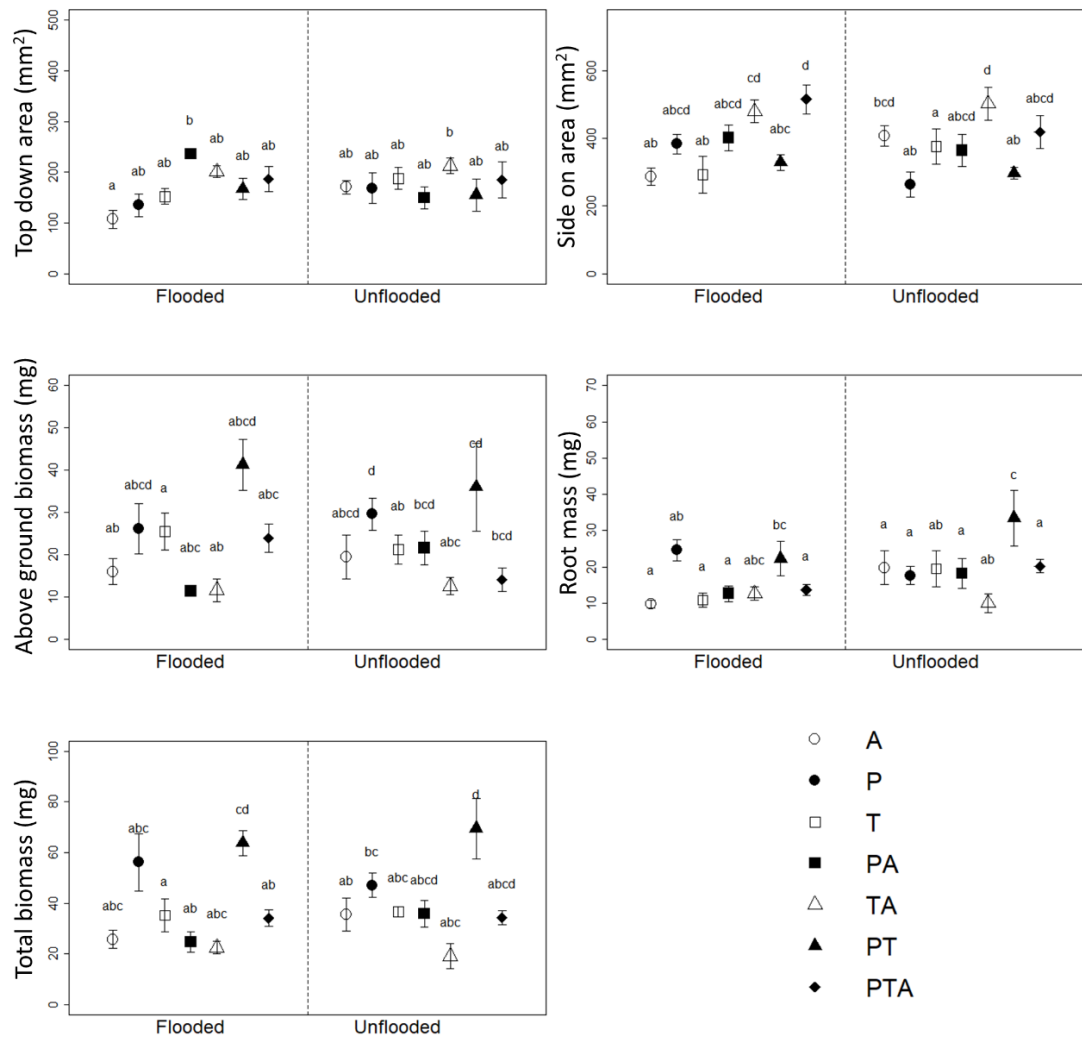 Top down area (mm²)
500
400
300
200
100
0
a
ab
ab
b
ab
ab
ab
ab
ab
ab
ab
b
ab
ab
Flooded
Unflooded
Side on area (mm²)
600
400
200
0
ab
abcd
ab
abcd
cd
abc
d
bcd
ab
a
abcd
d
ab
abcd
Flooded
Unflooded
Above ground biomass (mg)
60
50
40
30
20
10
0
ab
abcd
a
abc
ab
abcd
abc
abcd
d
ab
bcd
abc
cd
bcd
Flooded
Unflooded
Root mass (mg)
70
60
50
40
30
20
10
0
a
ab
a
a
abc
bc
a
a
a
ab
a
ab
c
a
Flooded
Unflooded
Total biomass (mg)
100
80
60
40
20
0
abc
abc
a
ab
abc
cd
ab
ab
bc
abc
abcd
abc
d
abcd
Flooded
Unflooded
A
P
T
PA
TA
PT
PTA